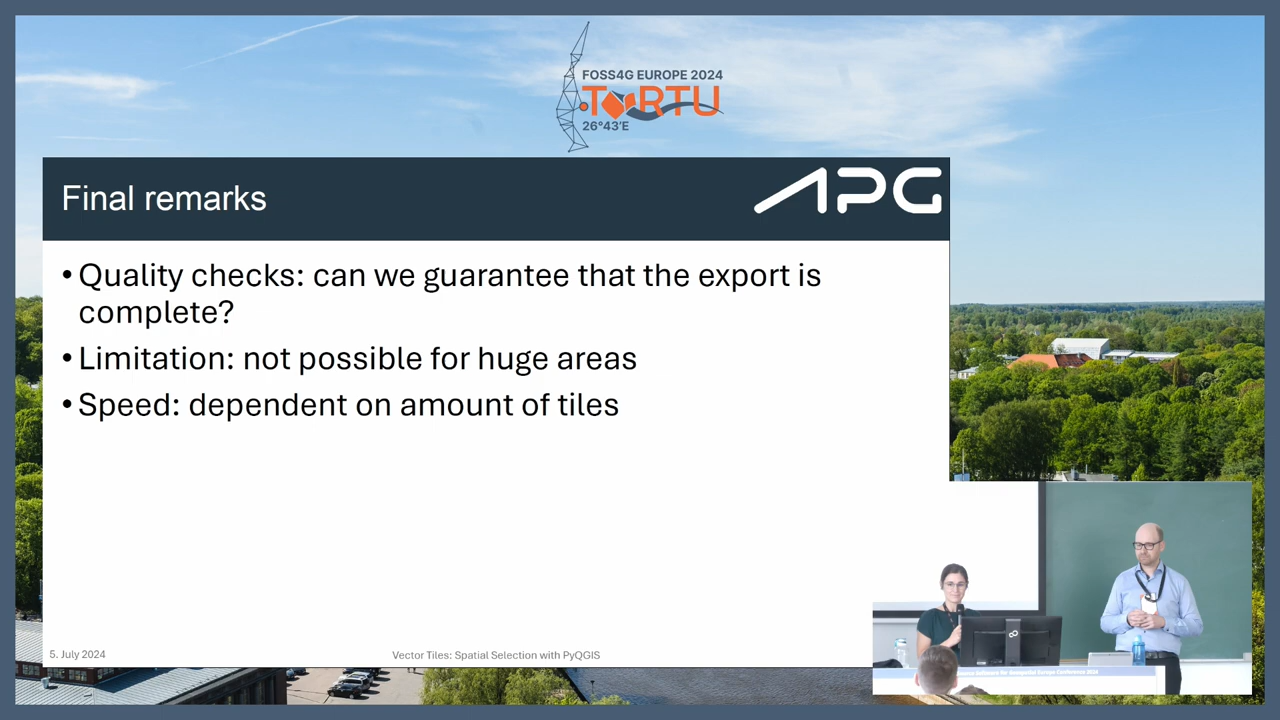 FOSS4G EUROPE 2024
TARTU
26°43'E
Final remarks
APG
• Quality checks: can we guarantee that the export is
complete?
• Limitation: not possible for huge areas
• Speed: dependent on amount of tiles
5. July 2024
Vector Tiles: Spatial Selection with PyQGIS